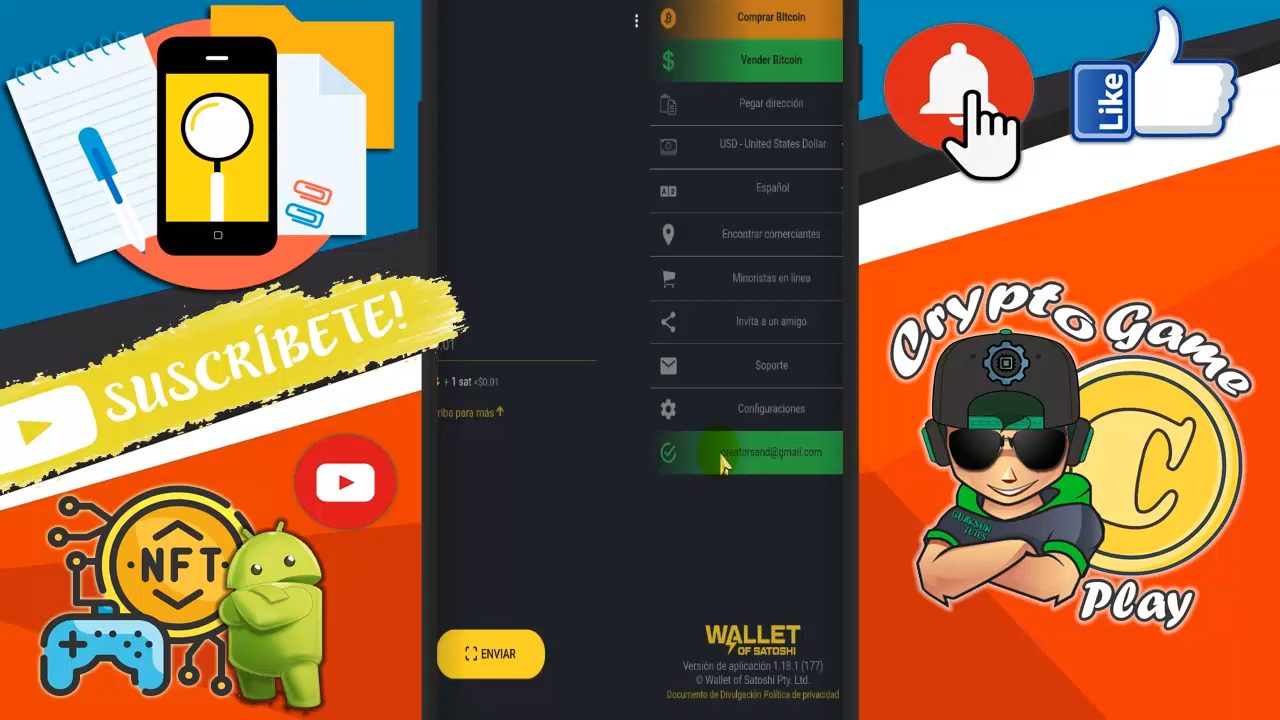 Comprar Bitcoin
Vender Bitcoin
Pegar dirección
USD - United States Dollar
Español
Encontrar comerciantes
Minoristas en línea
Invita a un amigo
Soporte
Configuraciones
creatorsand@gmail.com
+ 1 sat <$0.01
riba para más
ENVIAR
WALLET
OF SATOSHI
Versión de aplicación 1.18.1 (177)
© Wallet of Satoshi Pty. Ltd.
Documento de Divulgación Política de privacidad
SUSCRÍBETE!
NFT
Like
Crypto Game
GUAKSON
TUTOS
C
Play